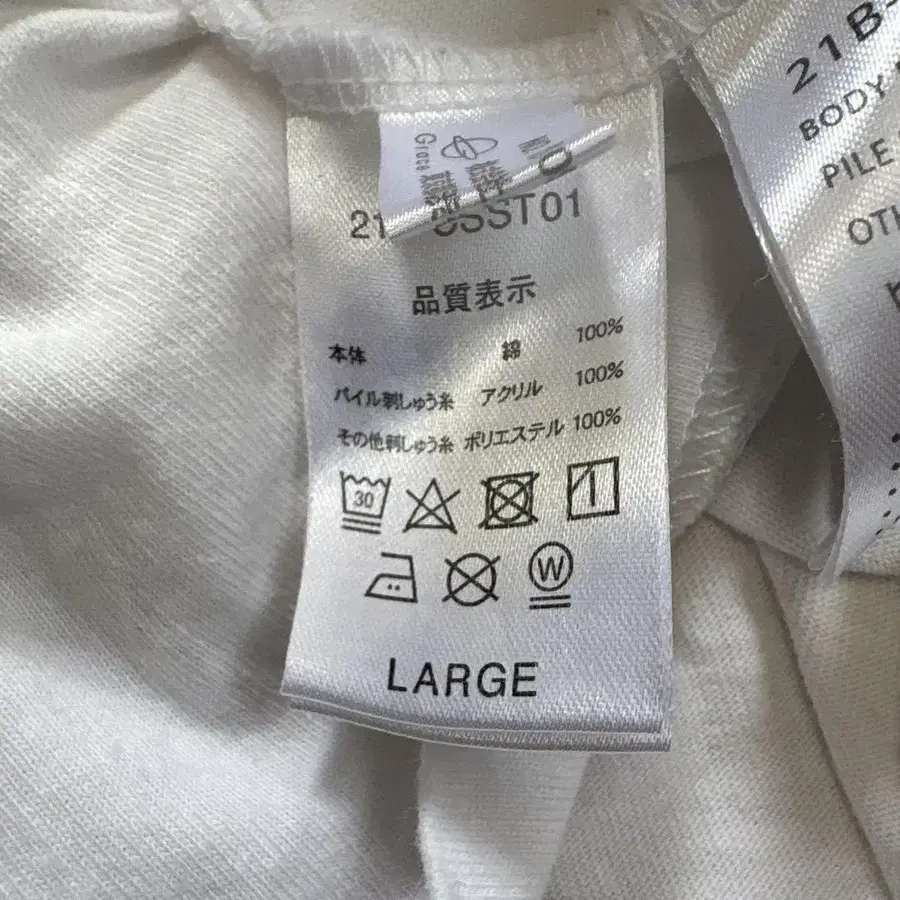 SST01
品質表示
本体 綿 100%
パイル刺しゅう糸 アクリル 100%
その他刺しゅう糸 ポリエステル 100%
30
W
LARGE
21B-
BODY
PILE
OTH